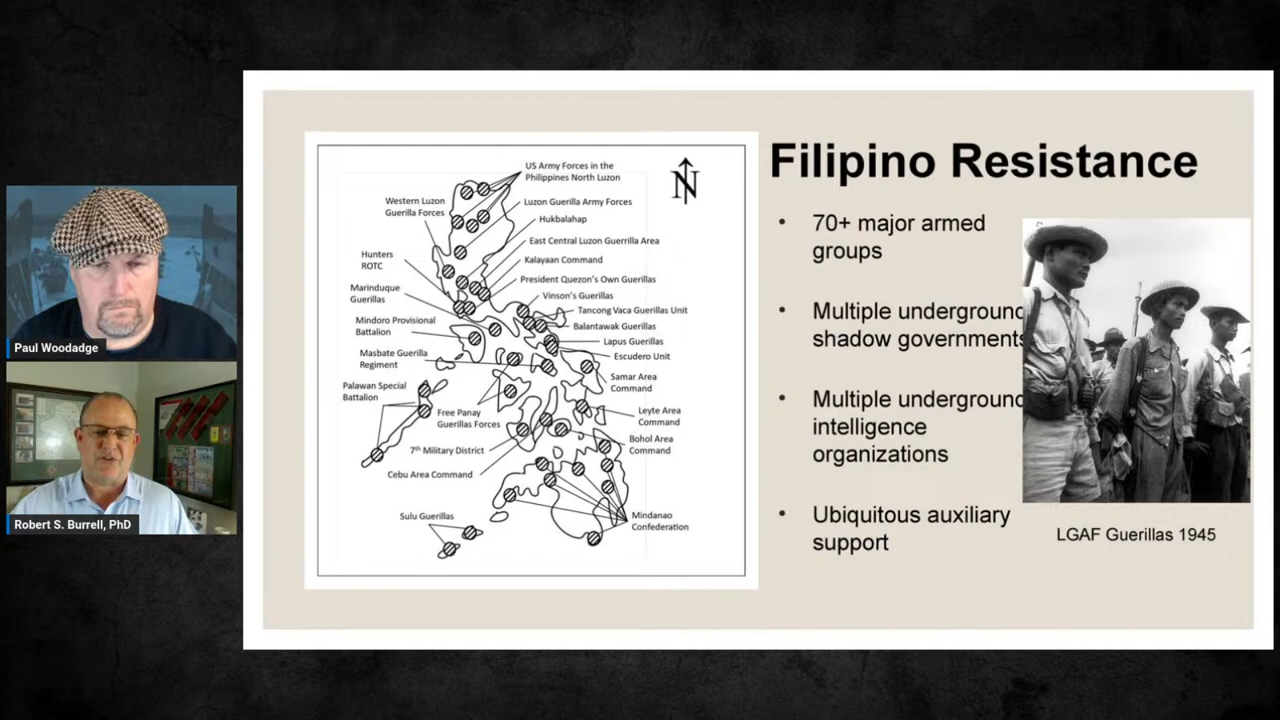 Paul Woodadge
Robert S. Burrell, PhD
US Army Forces in the
Philippines North Luzon
Western Luzon
Guerilla Forces
Luzon Guerilla Army Forces
Hukbalahap
East Central Luzon Guerrilla Area
Hunters
ROTC
Kalayaan Command
President Quezon's Own Guerillas
Marinduque
Guerillas
Vinson's Guerillas
Tancong Vaca Guerillas Unit
Mindoro Provisional
Battalion
Balantawak Guerillas
Lapus Guerillas
Masbate Guerilla
Regiment
Escudero Unit
Samar Area
Command
Palawan Special
Battalion
Free Panay
Guerillas Forces
Leyte Area
Command
7th Military District
Bohol Area
Command
Cebu Area Command
Sulu Guerillas
Mindanao
Confederation
N
Filipino Resistance
• 70+ major armed
groups
• Multiple underground
shadow governments
• Multiple underground
intelligence
organizations
• Ubiquitous auxiliary
support
LGAF Guerillas 1945